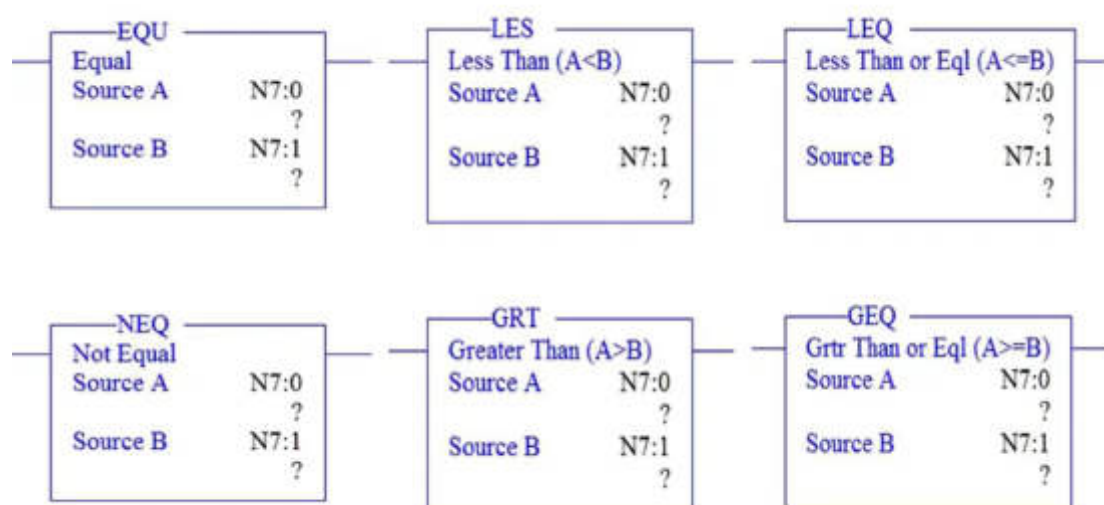 EQU
Equal
Source A N7:0
?
Source B N7:1
?
LES
Less Than (A<B)
Source A N7:0
?
Source B N7:1
?
LEQ
Less Than or Eql (A<=B)
Source A N7:0
?
Source B N7:1
?
NEQ
Not Equal
Source A N7:0
?
Source B N7:1
?
GRT
Greater Than (A>B)
Source A N7:0
?
Source B N7:1
?
GEQ
Grtr Than or Eql (A>=B)
Source A N7:0
?
Source B N7:1
?